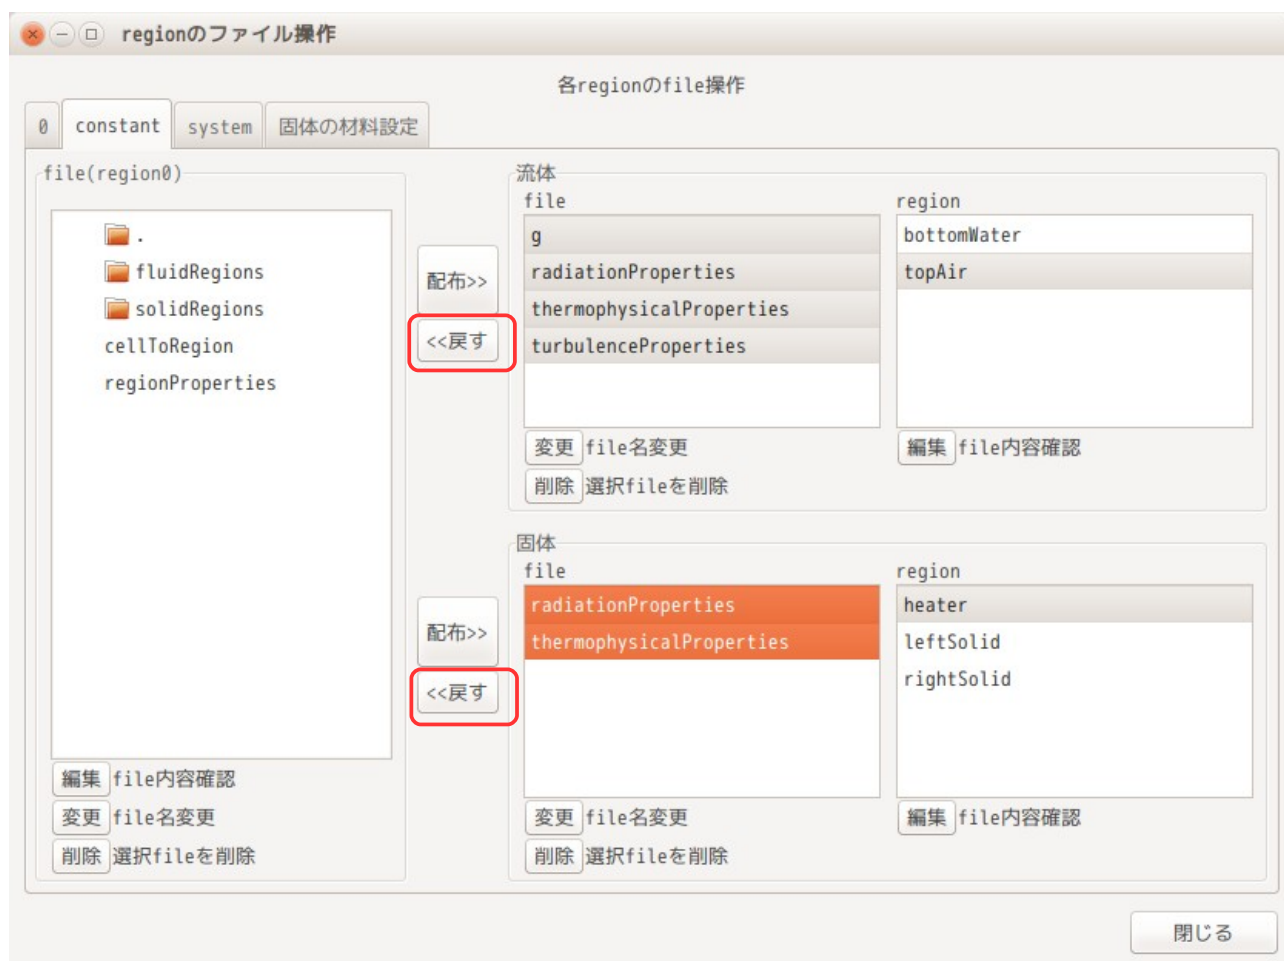 regionのファイル操作
各regionのfile操作
0 constant system 固体の材料設定
file(region0)
.
fluidRegions
solidRegions
cellToRegion
regionProperties
編集 file内容確認
変更 file名変更
削除 選択fileを削除
配布>>
<<戻す
配布>>
<<戻す
流体
file
g
radiationProperties
thermophysicalProperties
turbulenceProperties
変更 file名変更
削除 選択fileを削除
region
bottomWater
topAir
編集 file内容確認
固体
file
radiationProperties
thermophysicalProperties
変更 file名変更
削除 選択fileを削除
region
heater
leftSolid
rightSolid
編集 file内容確認
閉じる